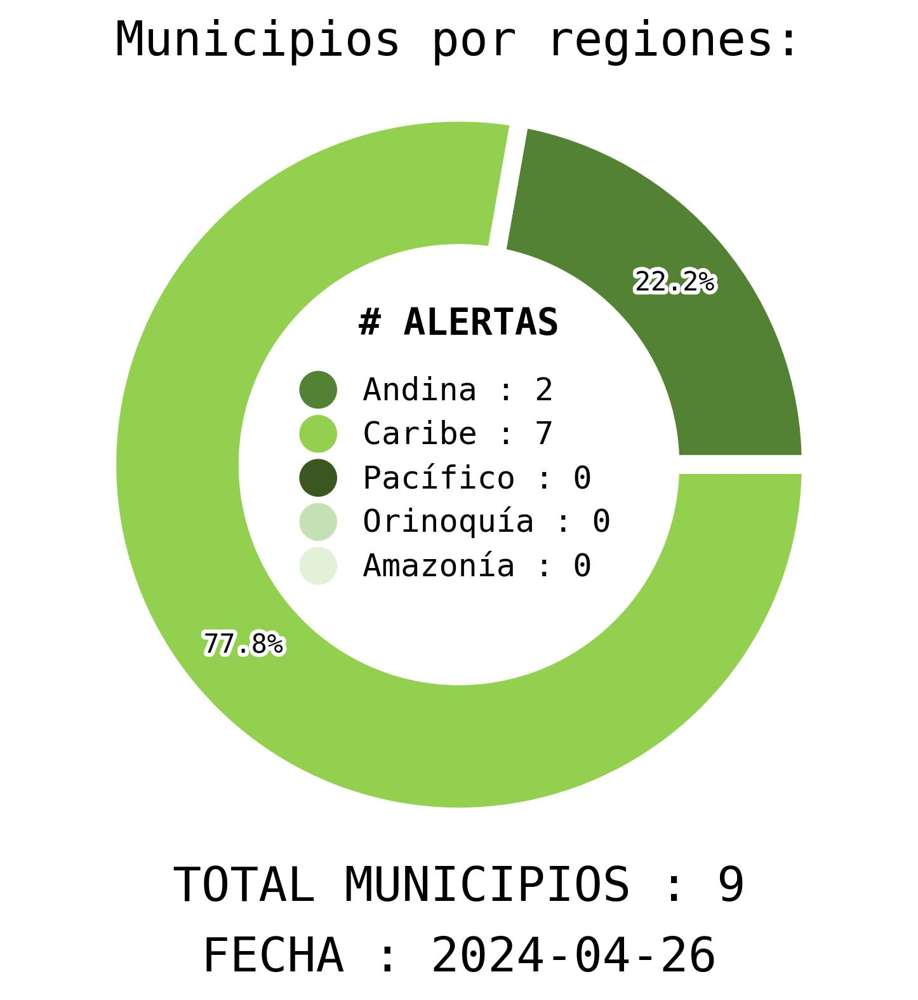 Municipios por regiones:
22.2%
# ALERTAS
Andina : 2
Caribe : 7
Pacífico : 0
Orinoquía : 0
Amazonía : 0
77.8%
TOTAL MUNICIPIOS : 9
FECHA : 2024-04-26